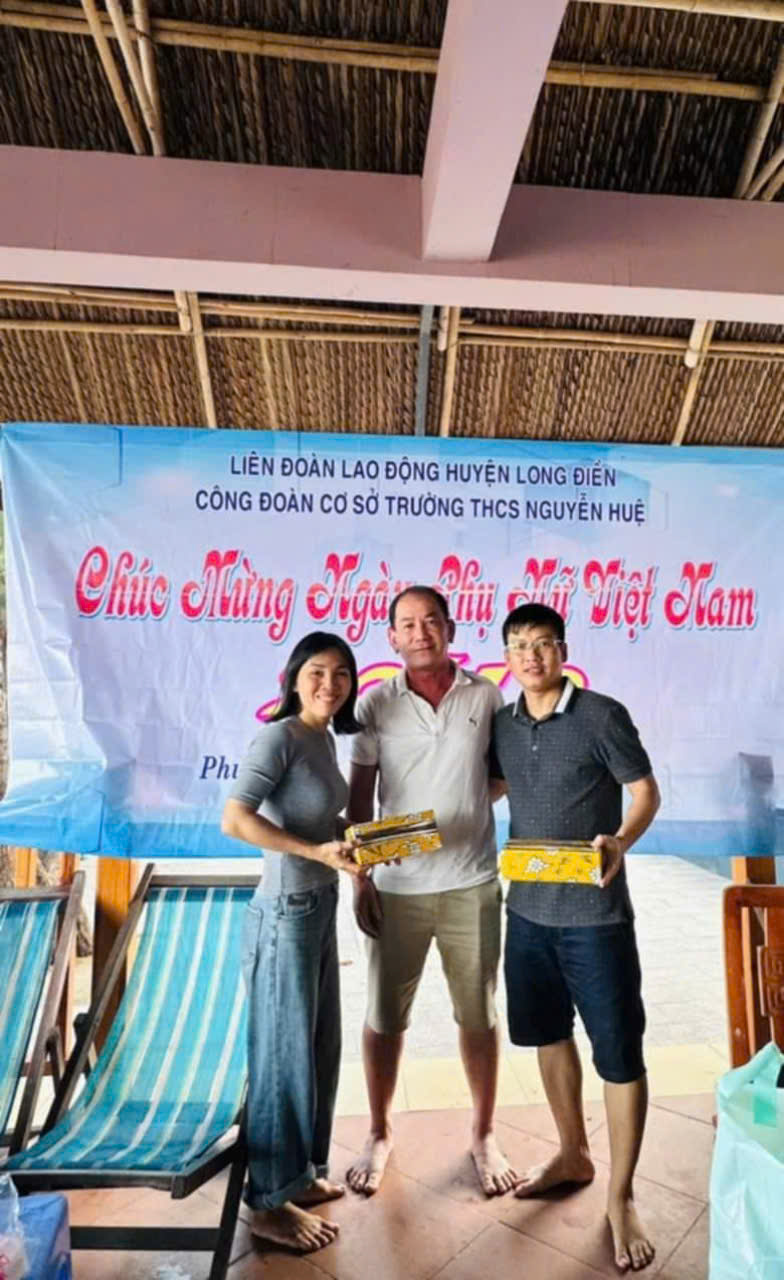 LIÊN ĐOÀN LAO ĐỘNG HUYỆN LONG ĐIỀN
CÔNG ĐOÀN CƠ SỞ TRƯỜNG THCS NGUYỄN HUỆ
Chúc Mừng Ngày Phụ Nữ Việt Nam